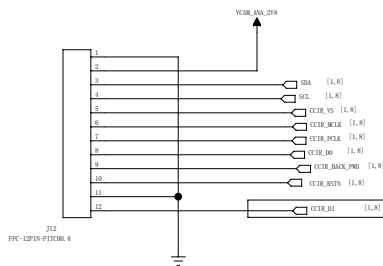 VCAM_ANA_2V8
1
2
3 SDA [1,8]
4 SCL [1,8]
5 CCIR_VS [1,8]
6 CCIR_MCLK [1,8]
7 CCIR_PCLK [1,8]
8 CCIR_D0 [1,8]
9 CCIR_BACK_PWD [1,8]
10 CCIR_RSTN [1,8]
11
12 CCIR_D1 [1,8]
J12
FPC-12PIN-PITCH0.8